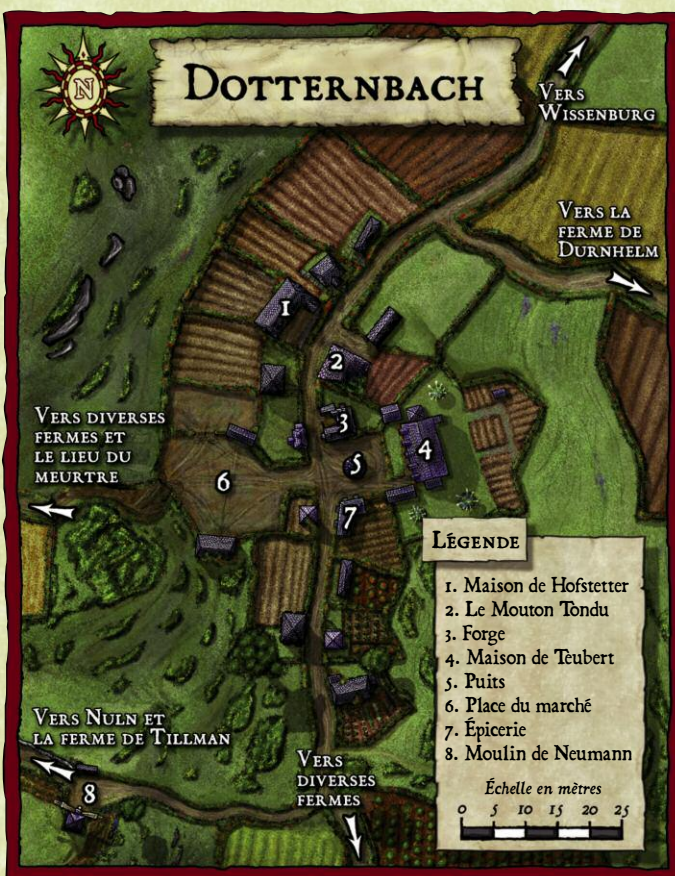 N
Dotternbach
Vers
Wissenburg
Vers la
ferme de
Durnhelm
1
2
3
4
5
6
7
Vers diverses
fermes et
le lieu du
meurtre
Légende
1. Maison de Hofstetter
2. Le Mouton Tondu
3. Forge
4. Maison de Teubert
5. Puits
6. Place du marché
7. Épicerie
8. Moulin de Neumann
Échelle en mètres
0 5 10 15 20 25
Vers Nuln et
la ferme de Tillman
8
Vers
diverses
fermes